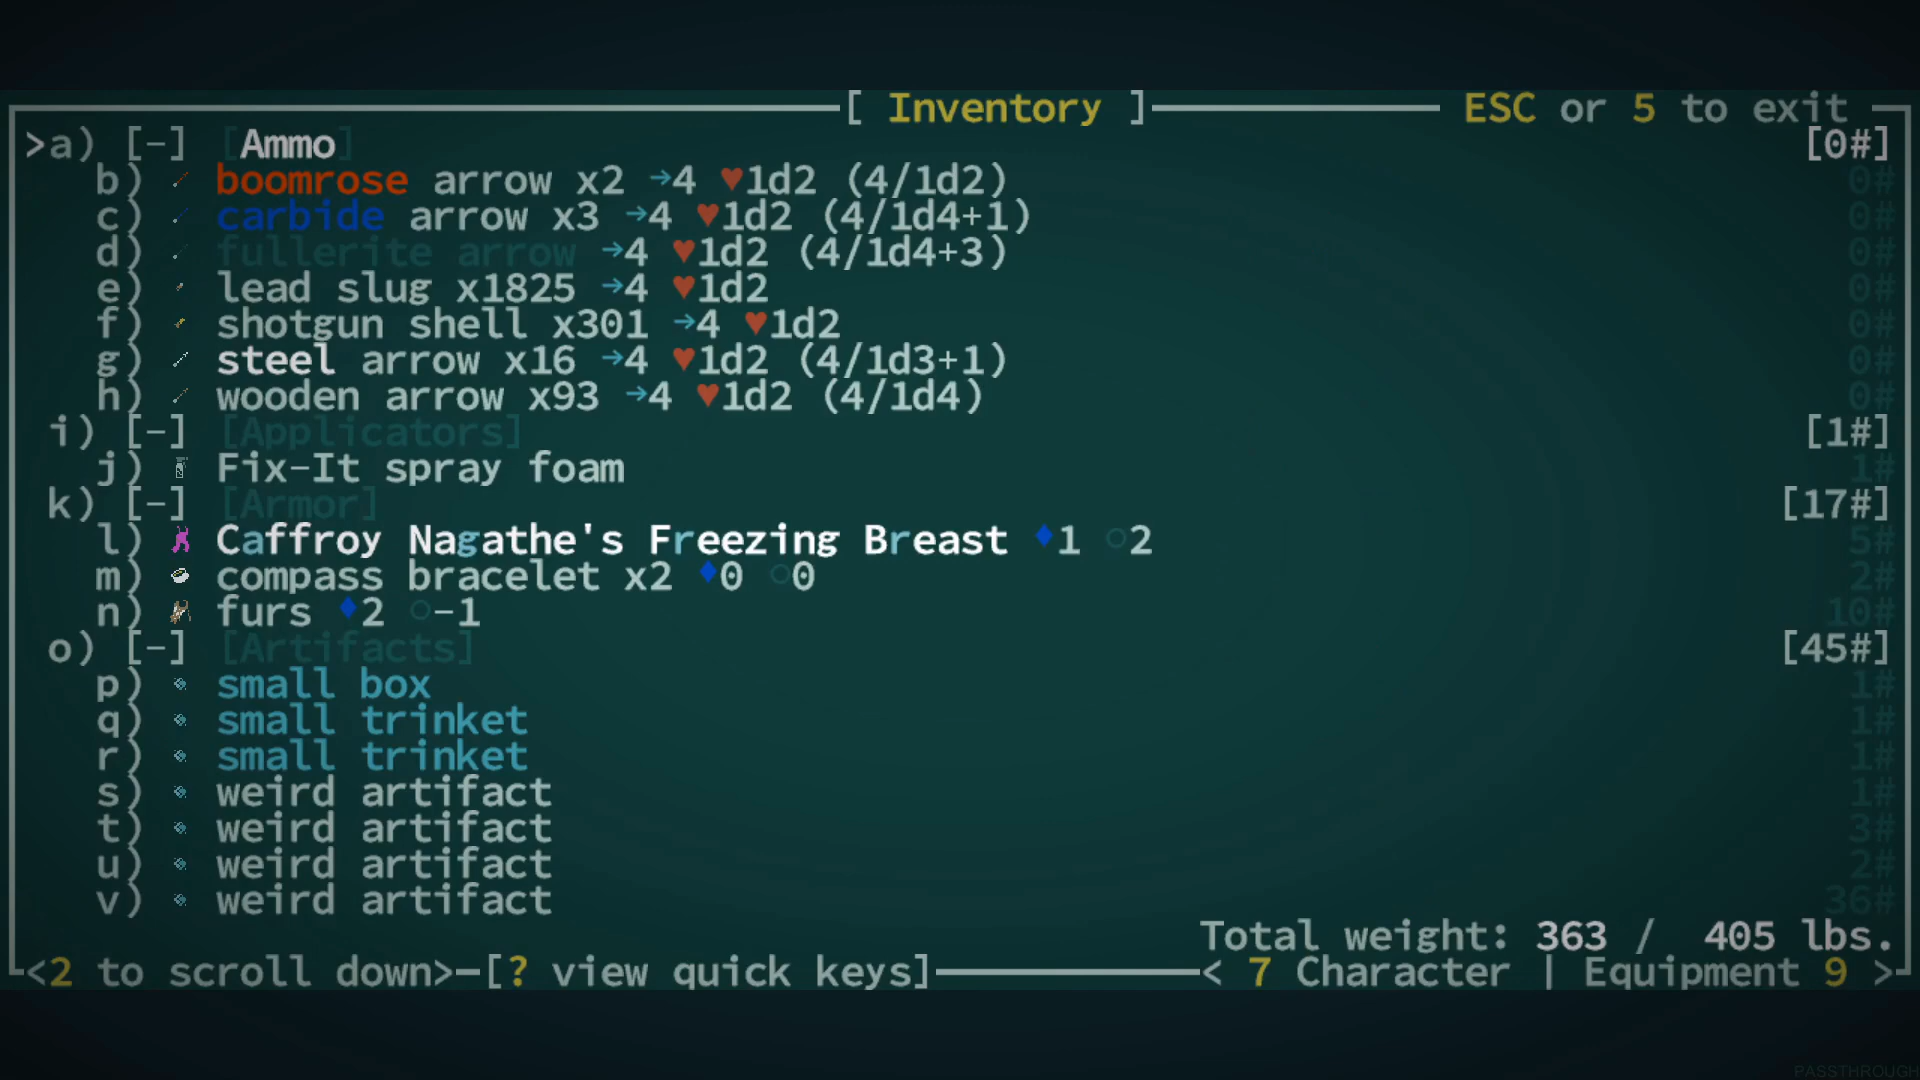 [ Inventory ] ESC or 5 to exit
>a) [-] [Ammo] [0#]
b) boomrose arrow x2 →4 ♥1d2 (4/1d2) 0#
c) carbide arrow x3 →4 ♥1d2 (4/1d4+1) 0#
d) fullerite arrow →4 ♥1d2 (4/1d4+3) 0#
e) lead slug x1825 →4 ♥1d2 0#
f) shotgun shell x301 →4 ♥1d2 0#
g) steel arrow x16 →4 ♥1d2 (4/1d3+1) 0#
h) wooden arrow x93 →4 ♥1d2 (4/1d4) 0#
i) [-] [Applicators] [1#]
j) Fix-It spray foam 1#
k) [-] [Armor] [17#]
l) Caffroy Nagathe's Freezing Breast ♦1 ○2 5#
m) compass bracelet x2 ♦0 ○0 2#
n) furs ♦2 ○-1 10#
o) [-] [Artifacts] [45#]
p) small box 1#
q) small trinket 1#
r) small trinket 1#
s) weird artifact 1#
t) weird artifact 3#
u) weird artifact 2#
v) weird artifact 36#
Total weight: 363 / 405 lbs.
<2 to scroll down> [? view quick keys] < 7 Character | Equipment 9 >
PASSTHROUGH